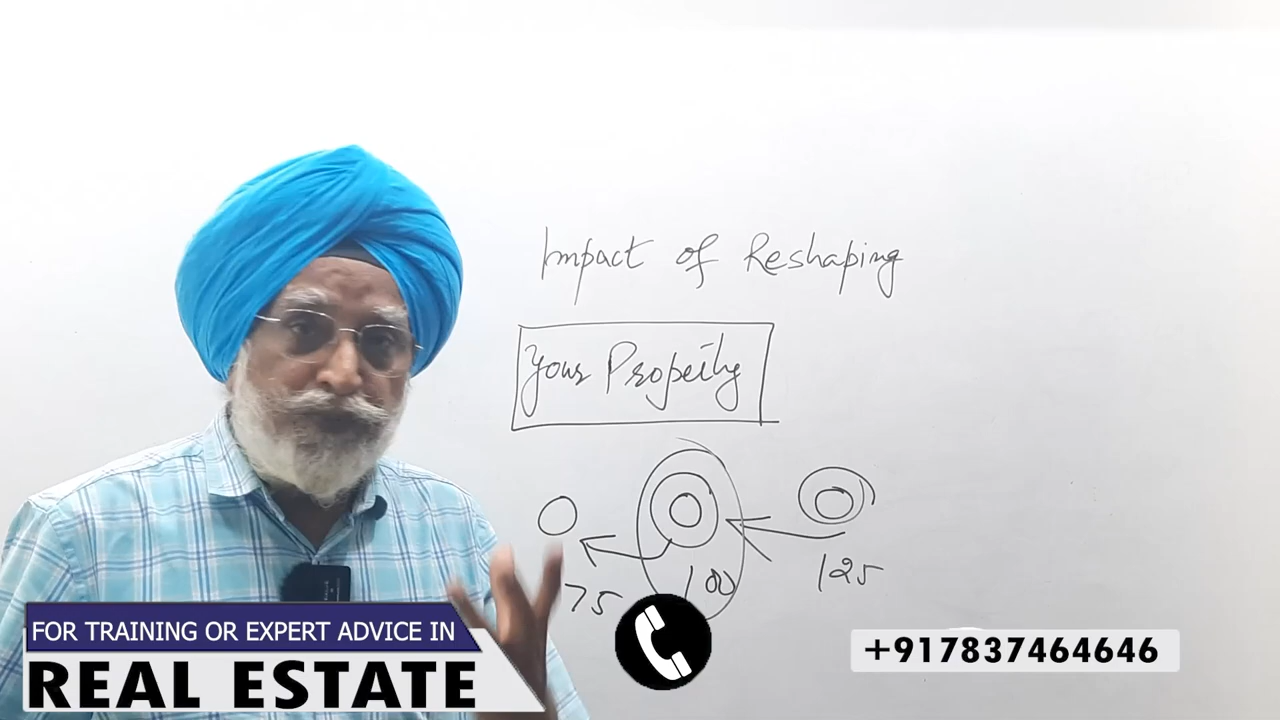 Impact of Reshaping
Your Property
75 100 125
FOR TRAINING OR EXPERT ADVICE IN
REAL ESTATE
+917837464646